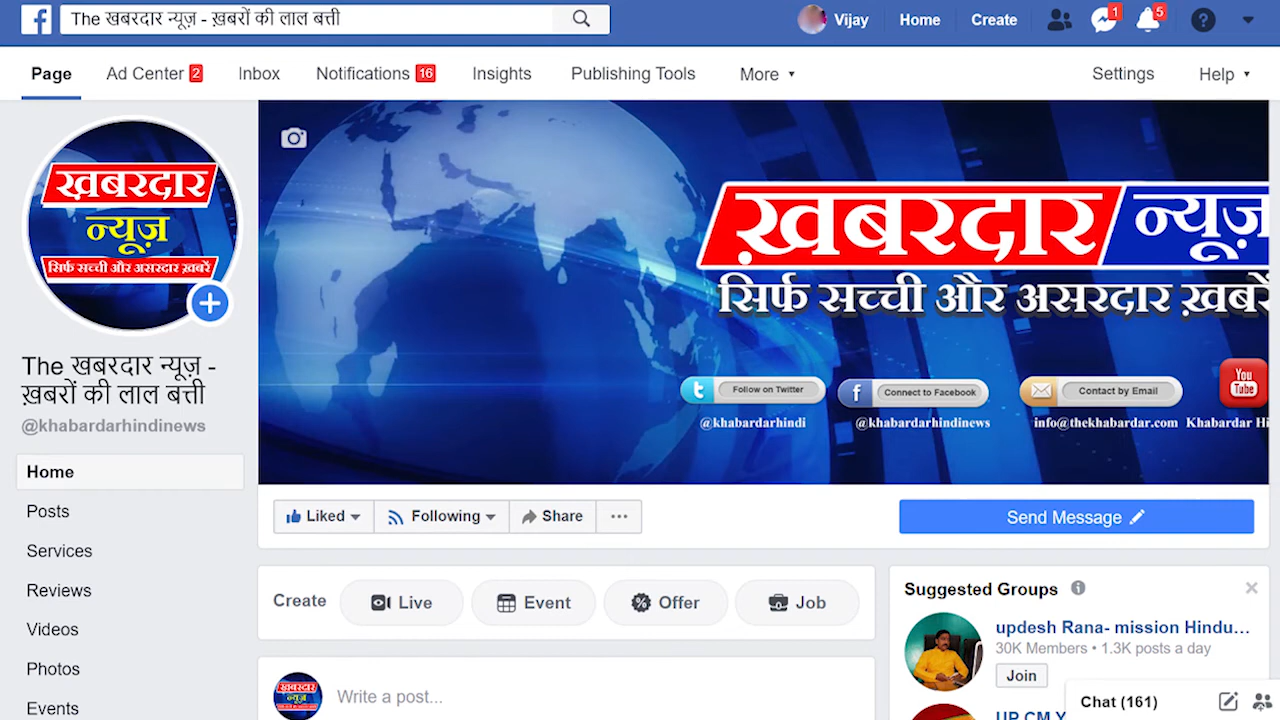 The खबरदार न्यूज़ - ख़बरों की लाल बत्ती
Vijay
Home
Create
1
5
?
Page
Ad Center 2
Inbox
Notifications 16
Insights
Publishing Tools
More
Settings
Help
ख़बरदार
न्यूज़
सिर्फ सच्ची और असरदार ख़बरें
The खबरदार न्यूज़ -
ख़बरों की लाल बत्ती
@khabardarhindinews
Home
Posts
Services
Reviews
Videos
Photos
Events
ख़बरदार न्यूज़
सिर्फ सच्ची और असरदार ख़बरें
Follow on Twitter
@khabardarhindi
Connect to Facebook
@khabardarhindinews
Contact by Email
info@thekhabardar.com
You
Tube
Khabardar Hi
Liked
Following
Share
Send Message
Create
Live
Event
Offer
Job
ख़बरदार
न्यूज़
Write a post...
Suggested Groups
updesh Rana- mission Hindu...
30K Members • 1.3K posts a day
Join
UP CM Y
Chat (161)